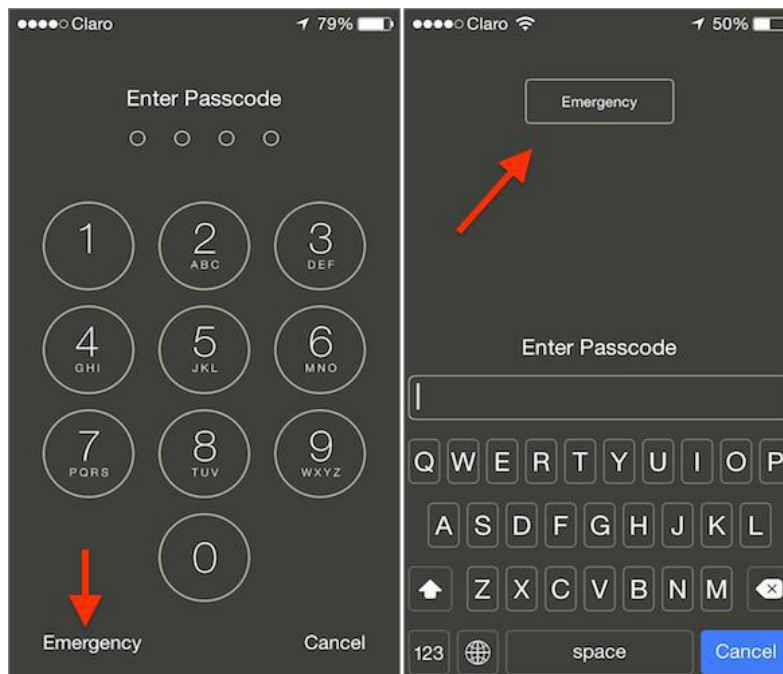 Claro 79%
Enter Passcode
1
2
ABC
3
DEF
4
GHI
5
JKL
6
MNO
7
PQRS
8
TUV
9
WXYZ
0
Emergency Cancel
Claro 50%
Emergency
Enter Passcode
Q W E R T Y U I O P
A S D F G H J K L
Z X C V B N M
123 space Cancel